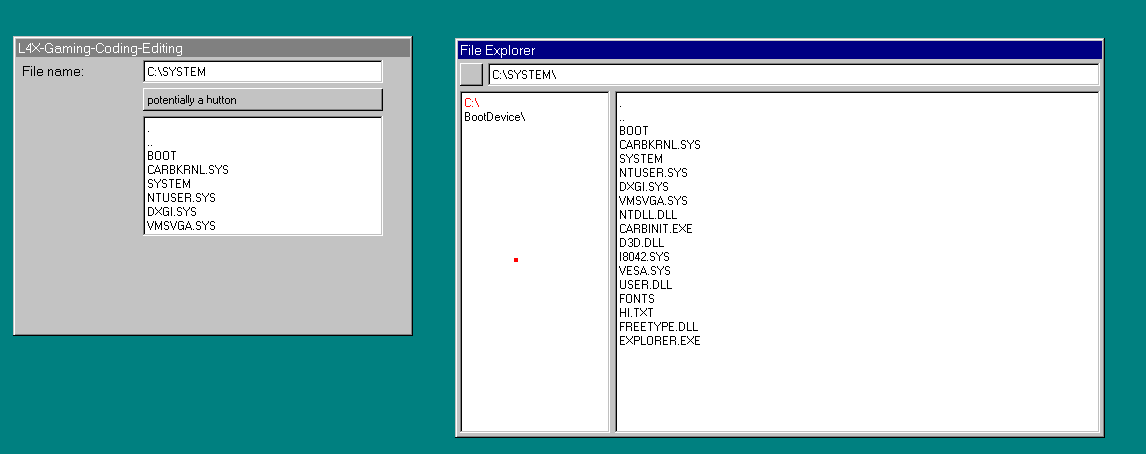 L4X-Gaming-Coding-Editing
File name:
C:\SYSTEM
potentially a hutton
.
..
BOOT
CARBKRNL.SYS
SYSTEM
NTUSER.SYS
DXGI.SYS
VMSVGA.SYS
File Explorer
C:\SYSTEM\
C:\
BootDevice\
.
..
BOOT
CARBKRNL.SYS
SYSTEM
NTUSER.SYS
DXGI.SYS
VMSVGA.SYS
NTDLL.DLL
CARBINIT.EXE
D3D.DLL
I8042.SYS
VESA.SYS
USER.DLL
FONTS
HI.TXT
FREETYPE.DLL
EXPLORER.EXE